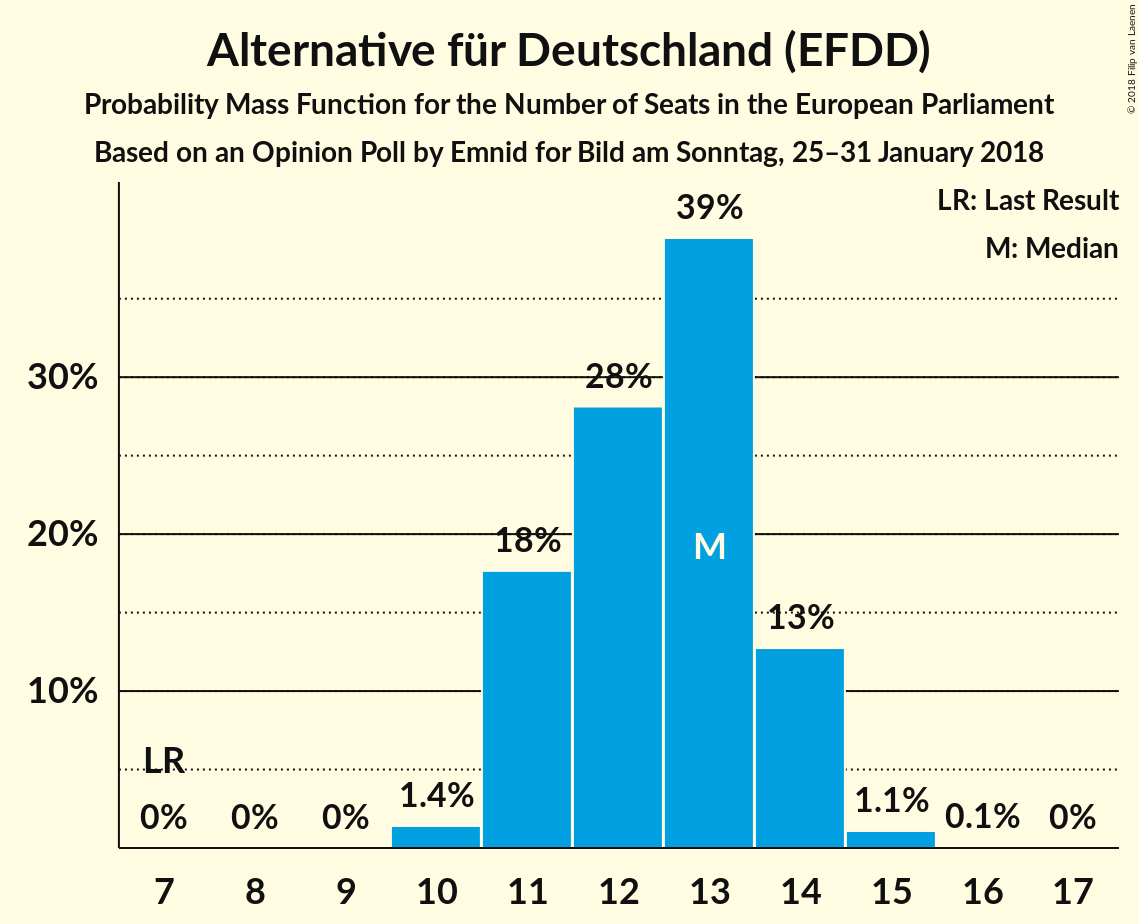 Alternative für Deutschland (EFDD)
Probability Mass Function for the Number of Seats in the European Parliament
Based on an Opinion Poll by Emnid for Bild am Sonntag, 25–31 January 2018
© 2018 Filip van Laenen
LR: Last Result
M: Median
39%
30%
28%
20%
18%
M
13%
10%
LR
0%
0%
0%
1.4%
1.1%
0.1%
0%
7 8 9 10 11 12 13 14 15 16 17